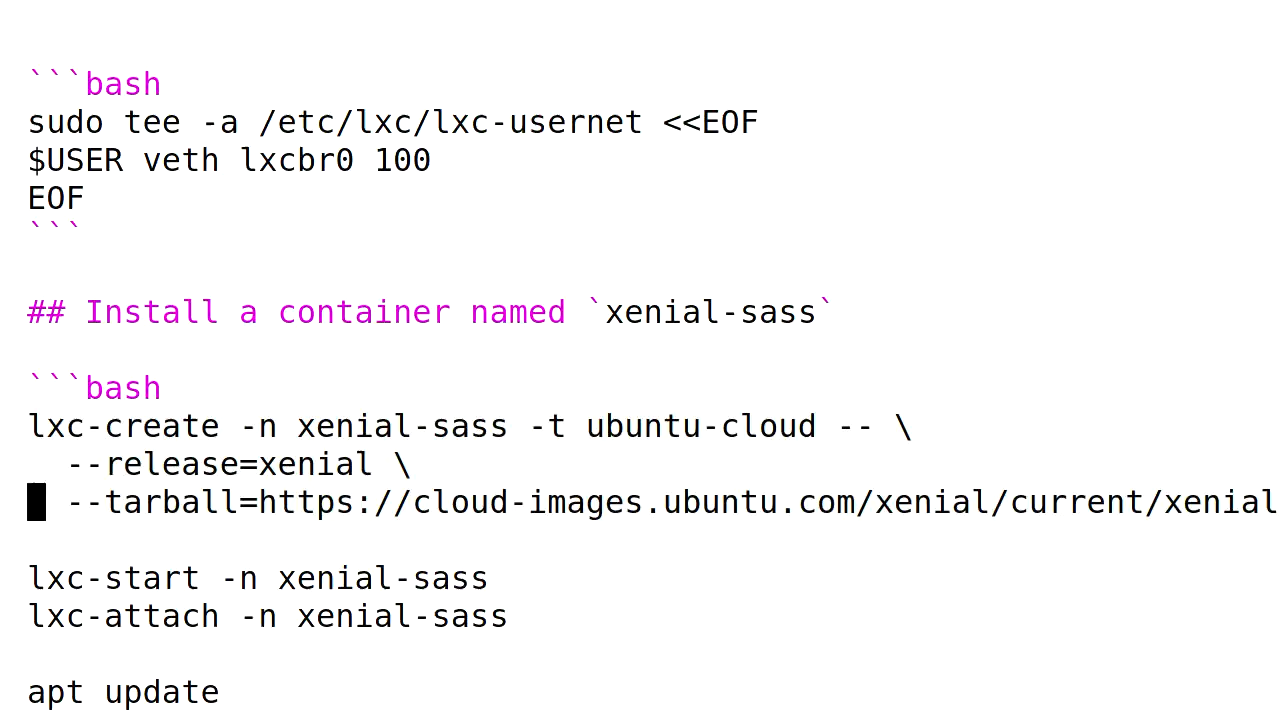 ```bash
sudo tee -a /etc/lxc/lxc-usernet <<EOF
$USER veth lxcbr0 100
EOF
```
## Install a container named `xenial-sass`
```bash
lxc-create -n xenial-sass -t ubuntu-cloud -- \
  --release=xenial \
  --tarball=https://cloud-images.ubuntu.com/xenial/current/xenial
lxc-start -n xenial-sass
lxc-attach -n xenial-sass
apt update